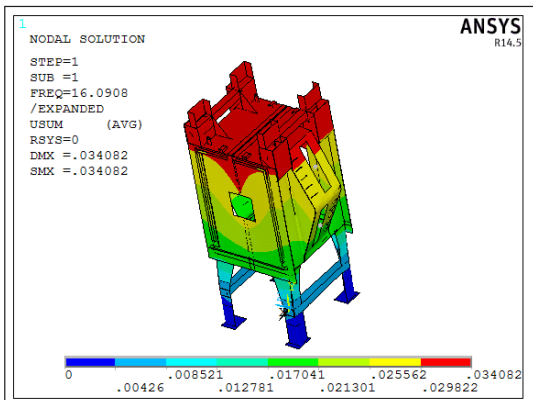 1
ANSYS
R14.5
NODAL SOLUTION
STEP=1
SUB =1
FREQ=16.0908
/EXPANDED
USUM (AVG)
RSYS=0
DMX =.034082
SMX =.034082
0 .008521 .017041 .025562 .034082
.00426 .012781 .021301 .029822